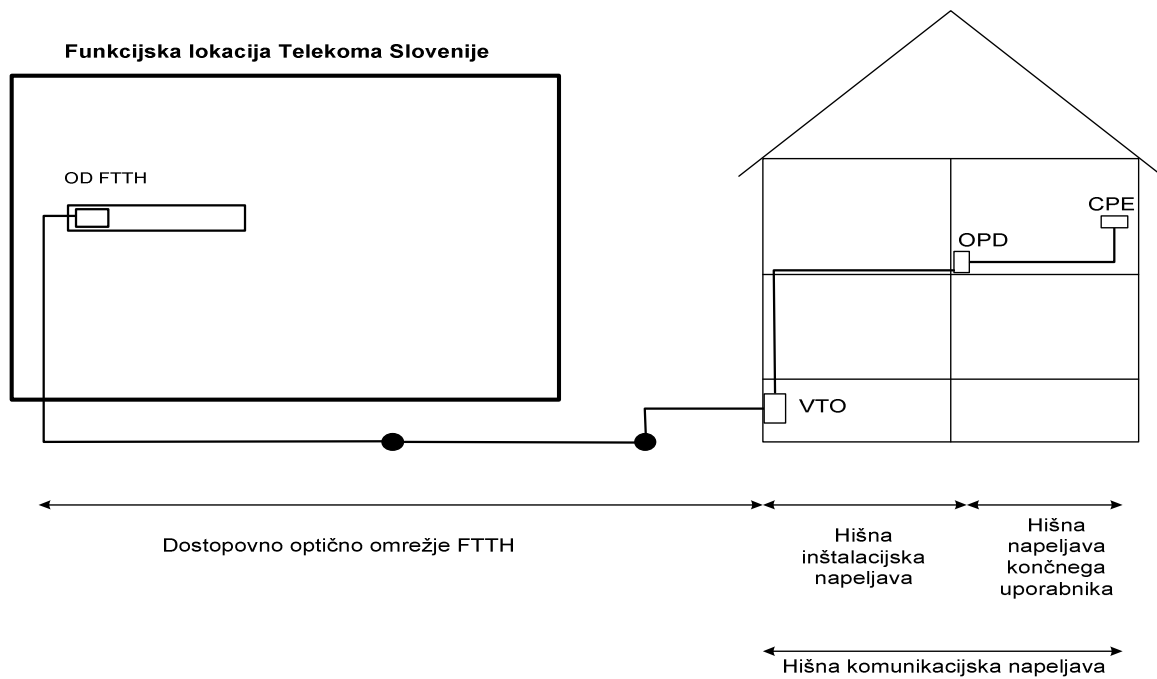 Funkcijska lokacija Telekoma Slovenije
OD FTTH
CPE
OPD
VTO
Dostopovno optično omrežje FTTH
Hišna
inštalacijska
napeljava
Hišna
napeljava
končnega
uporabnika
Hišna komunikacijska napeljava